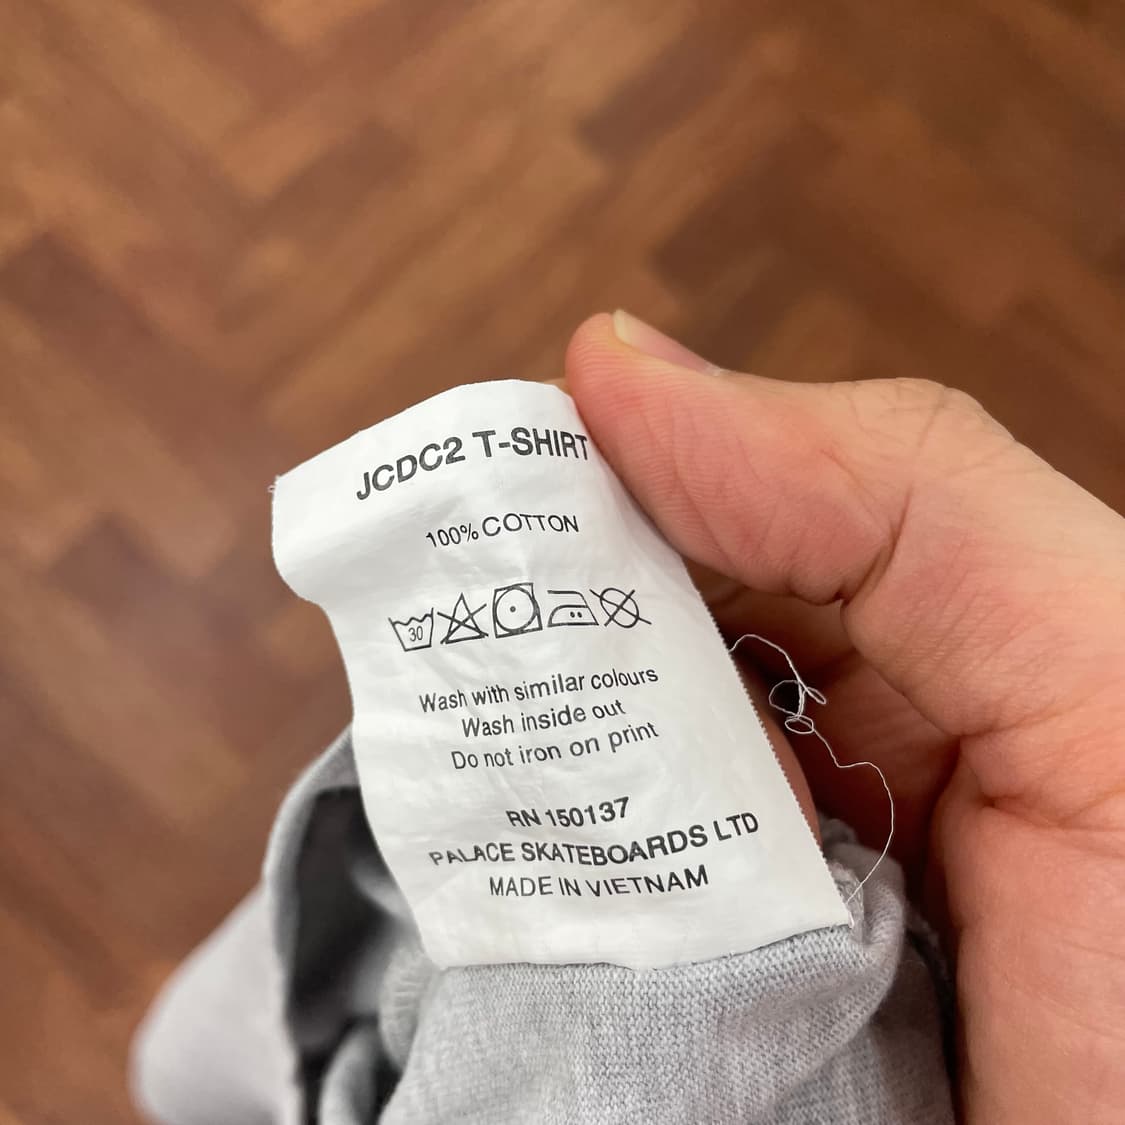 JCDC2 T-SHIRT
100% COTTON
30
Wash with similar colours
Wash inside out
Do not iron on print
RN 150137
PALACE SKATEBOARDS LTD
MADE IN VIETNAM